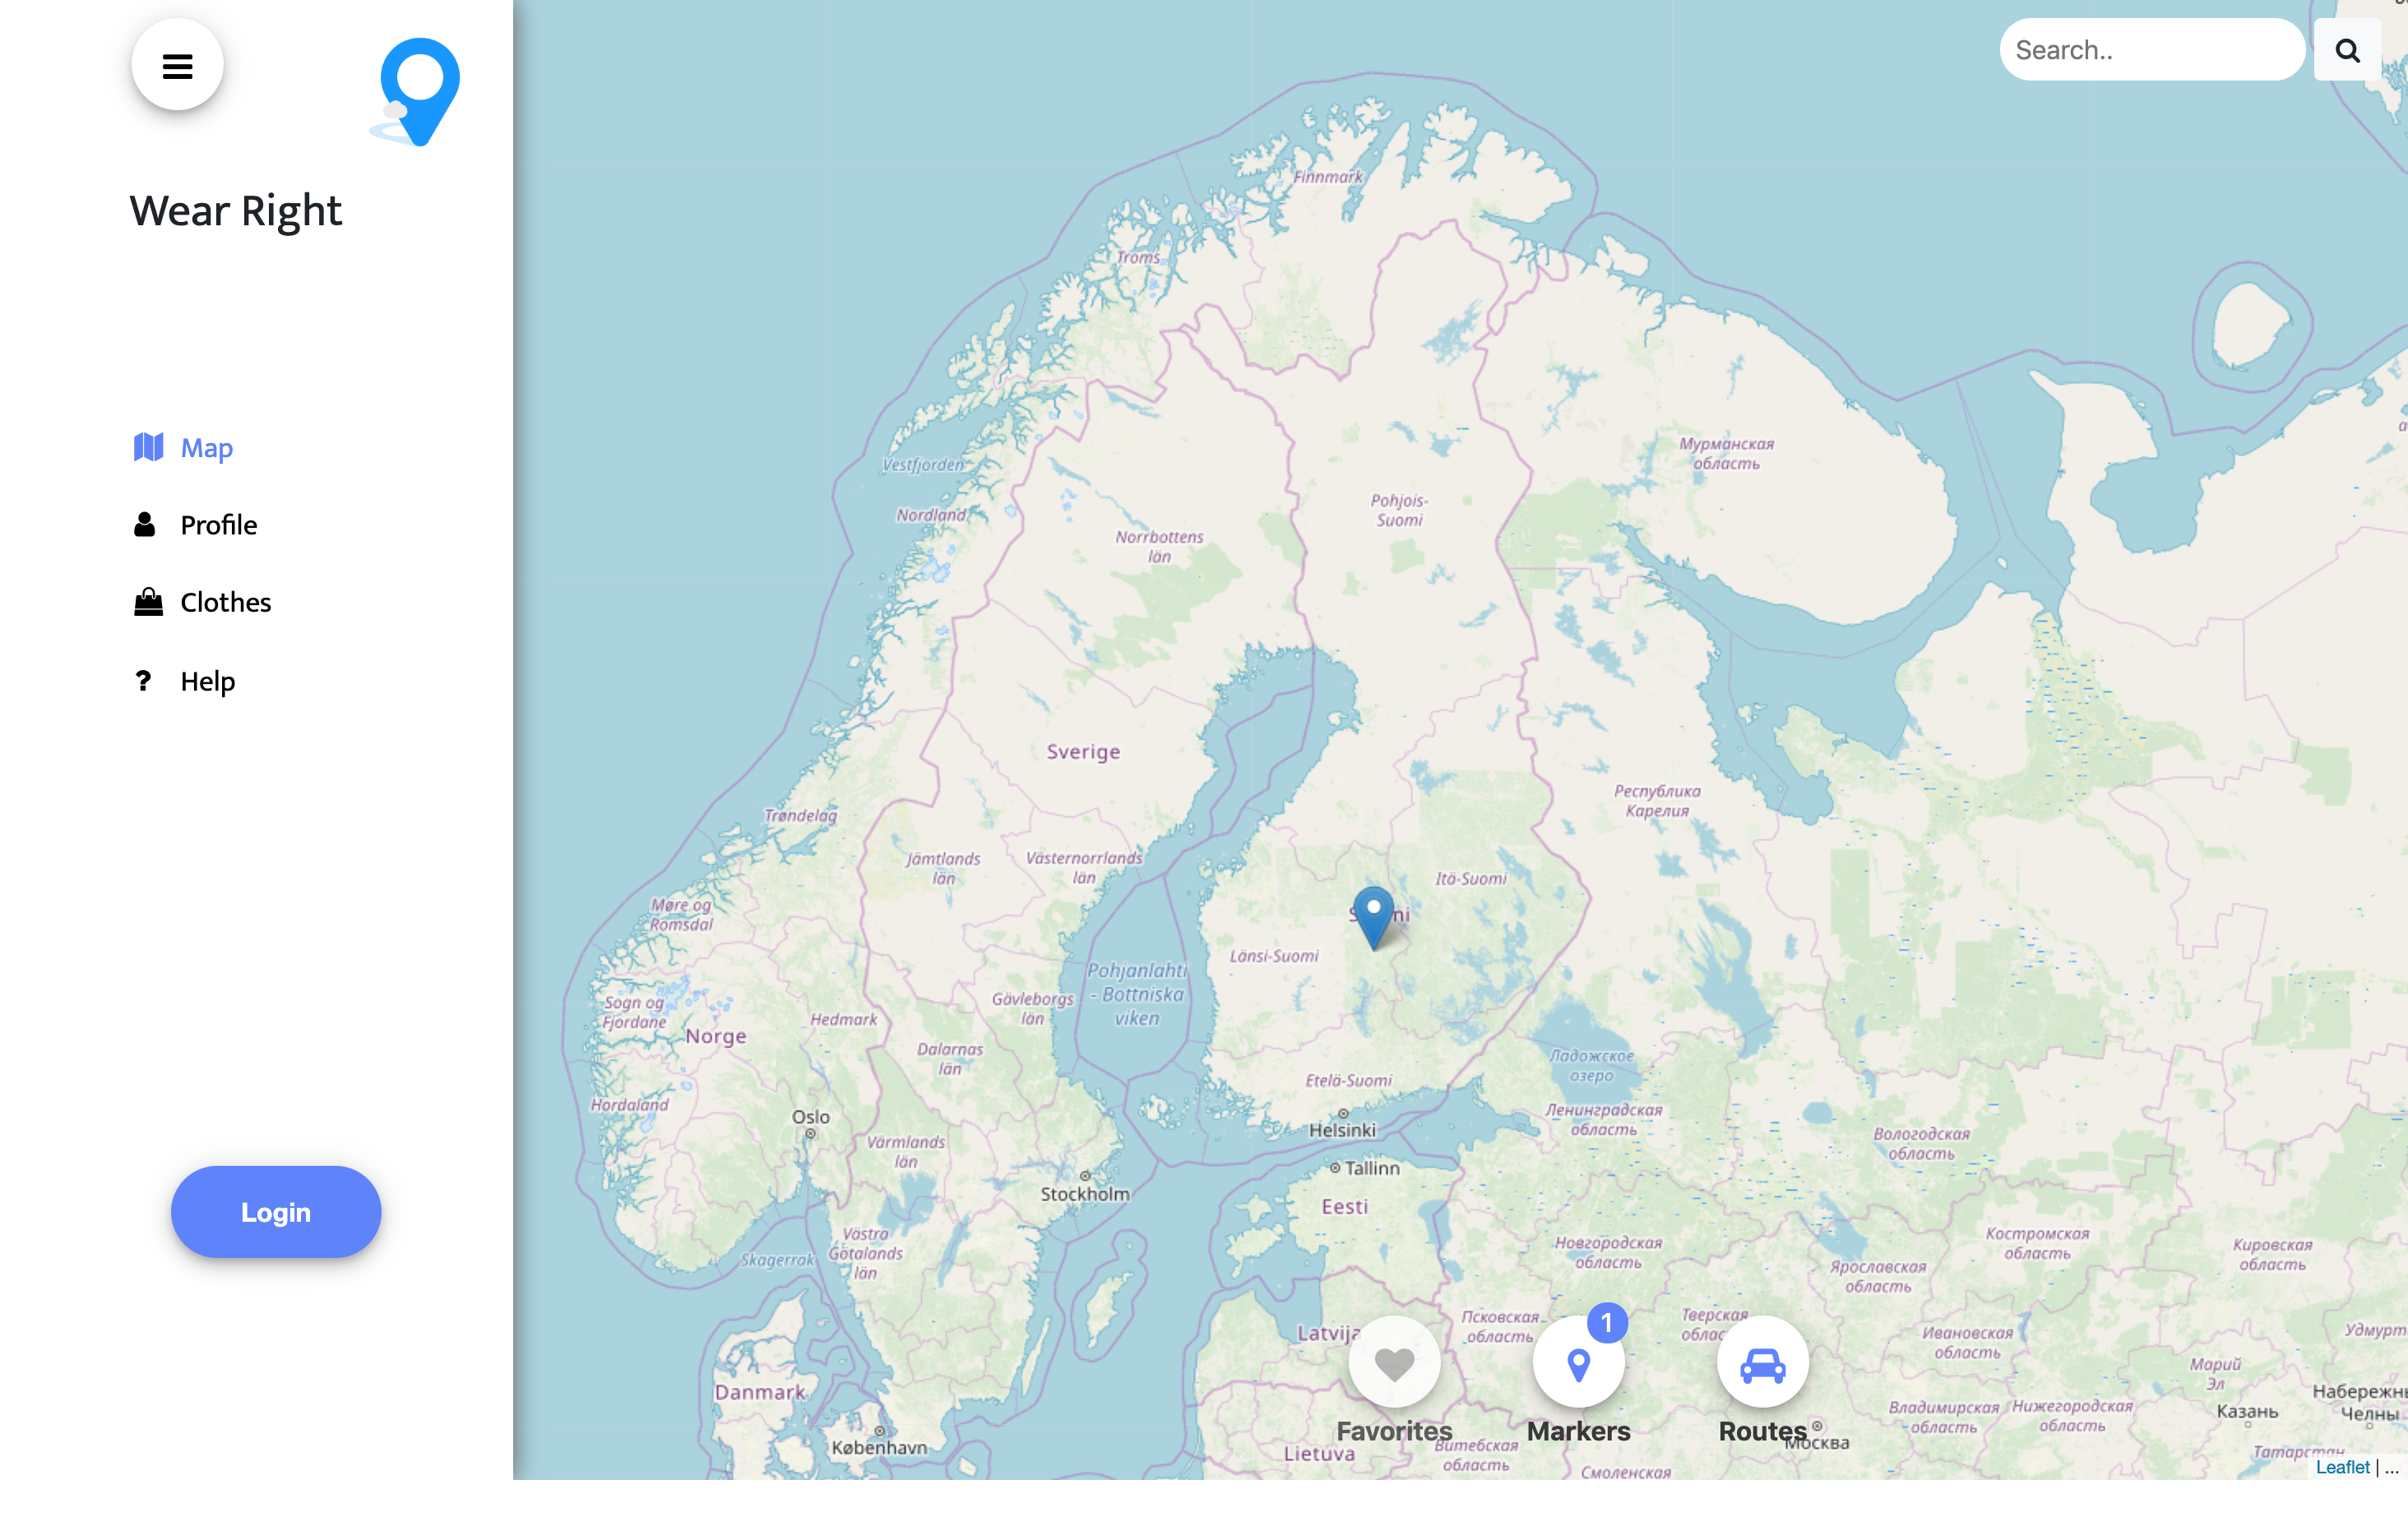 Wear Right
Map
Profile
Clothes
Help
Login
Search..
Finnmark
Troms
Vestfjorden
Nordland
Мурманская
область
Pohjois-
Suomi
Norrbottens
län
Sverige
Республика
Карелия
Trøndelag
Jämtlands
län
Västernorrlands
län
Itä-Suomi
Møre og
Romsdal
Länsi-Suomi
Pohjanlahti
- Bottniska
viken
Sogn og
Fjordane
Gävleborgs
län
Hedmark
Norge
Dalarnas
län
Ладожское
озеро
Etelä-Suomi
Hordaland
Oslo
Helsinki
Ленинградская
область
Värmlands
län
Вологодская
область
Tallinn
Stockholm
Eesti
Västra
Götalands
län
Skagerrak
Новгородская
область
Костромская
область
Кировская
область
Ярославская
область
Latvija
Псковская
область
1
Тверская
Ивановская
область
Марий
Эл
Danmark
Владимирская
область
Нижегородская
область
Казань
Челны
Favorites
Markers
Routes
Москва
København
Lietuva
Витебская
область
Смоленская
Leaflet | ...